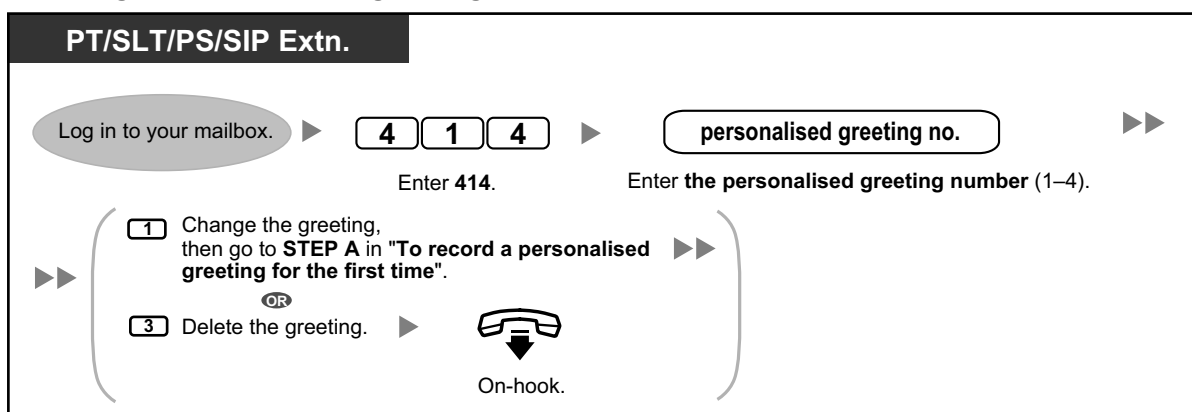 PT/SLT/PS/SIP Extn.
Log in to your mailbox.
4 1 4
personalised greeting no.
Enter 414.
Enter the personalised greeting number (1–4).
1 Change the greeting,
then go to STEP A in "To record a personalised
greeting for the first time".
OR
3 Delete the greeting.
On-hook.